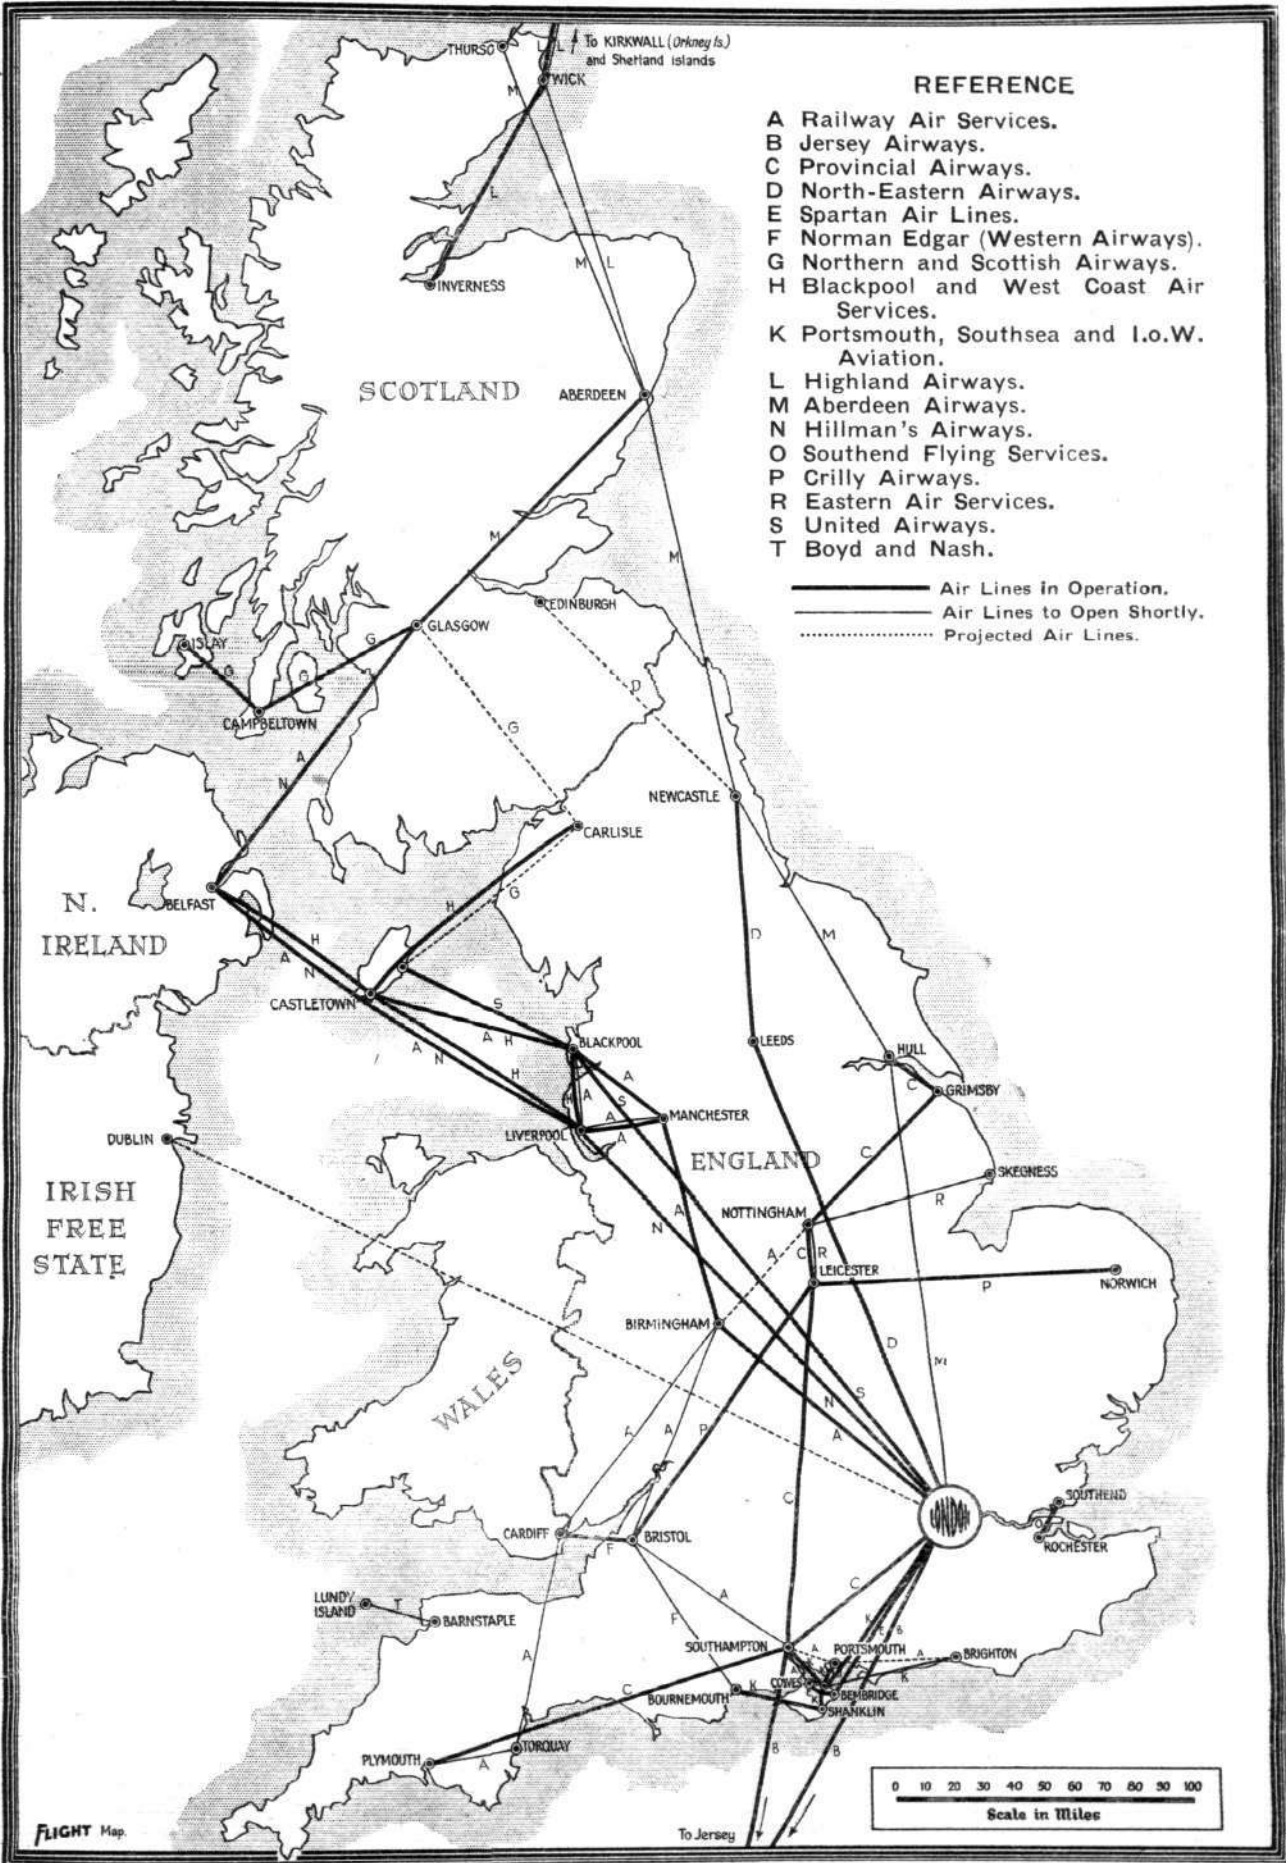 To KIRKWALL (Orkney Is.)
and Shetland islands
THURSO
L L
WICK
M
L
M L
INVERNESS
REFERENCE
A Railway Air Services.
B Jersey Airways.
C Provincial Airways.
D North-Eastern Airways.
E Spartan Air Lines.
F Norman Edgar (Western Airways).
G Northern and Scottish Airways.
H Blackpool and West Coast Air
Services.
K Portsmouth, Southsea and I.o.W.
Aviation.
L Highland Airways.
M Aberdeen Airways.
N Hillman's Airways.
O Southend Flying Services.
P Crilly Airways.
R Eastern Air Services.
S United Airways.
T Boyd and Nash.
Air Lines in Operation.
Air Lines to Open Shortly.
Projected Air Lines.
SCOTLAND
ABERDEEN
M
M
EDINBURGH
GLASGOW
ISLAY
G
G
G
D
CAMPBELTOWN
G
A
N
NEWCASTLE
CARLISLE
G
H
BELFAST
N.
IRELAND
H
A
N
D
M
CASTLETOWN
S
A H
A N
H
BLACKPOOL
LEEDS
HULL
C
GRIMSBY
A
S
H A
A
MANCHESTER
LIVERPOOL
A
DUBLIN
ENGLAND
C
SKEGNESS
R
IRISH
FREE
STATE
NOTTINGHAM
A
N
A C R
LEICESTER
NORWICH
P
BIRMINGHAM
D
M
WALES
S
N
A
A A P
C
LONDON
SOUTHEND
O
ROCHESTER
CARDIFF
F
BRISTOL
LUNDY
ISLAND
T
BARNSTAPLE
A
C
F
K
E B
SOUTHAMPTON
A
PORTSMOUTH
A
BRIGHTON
K
A
COWES
BEMBRIDGE
BOURNEMOUTH
K
K
SHANKLIN
C
A
TORQUAY
PLYMOUTH
A
B
B
0 10 20 30 40 50 60 70 80 90 100
Scale in Miles
FLIGHT Map.
To Jersey